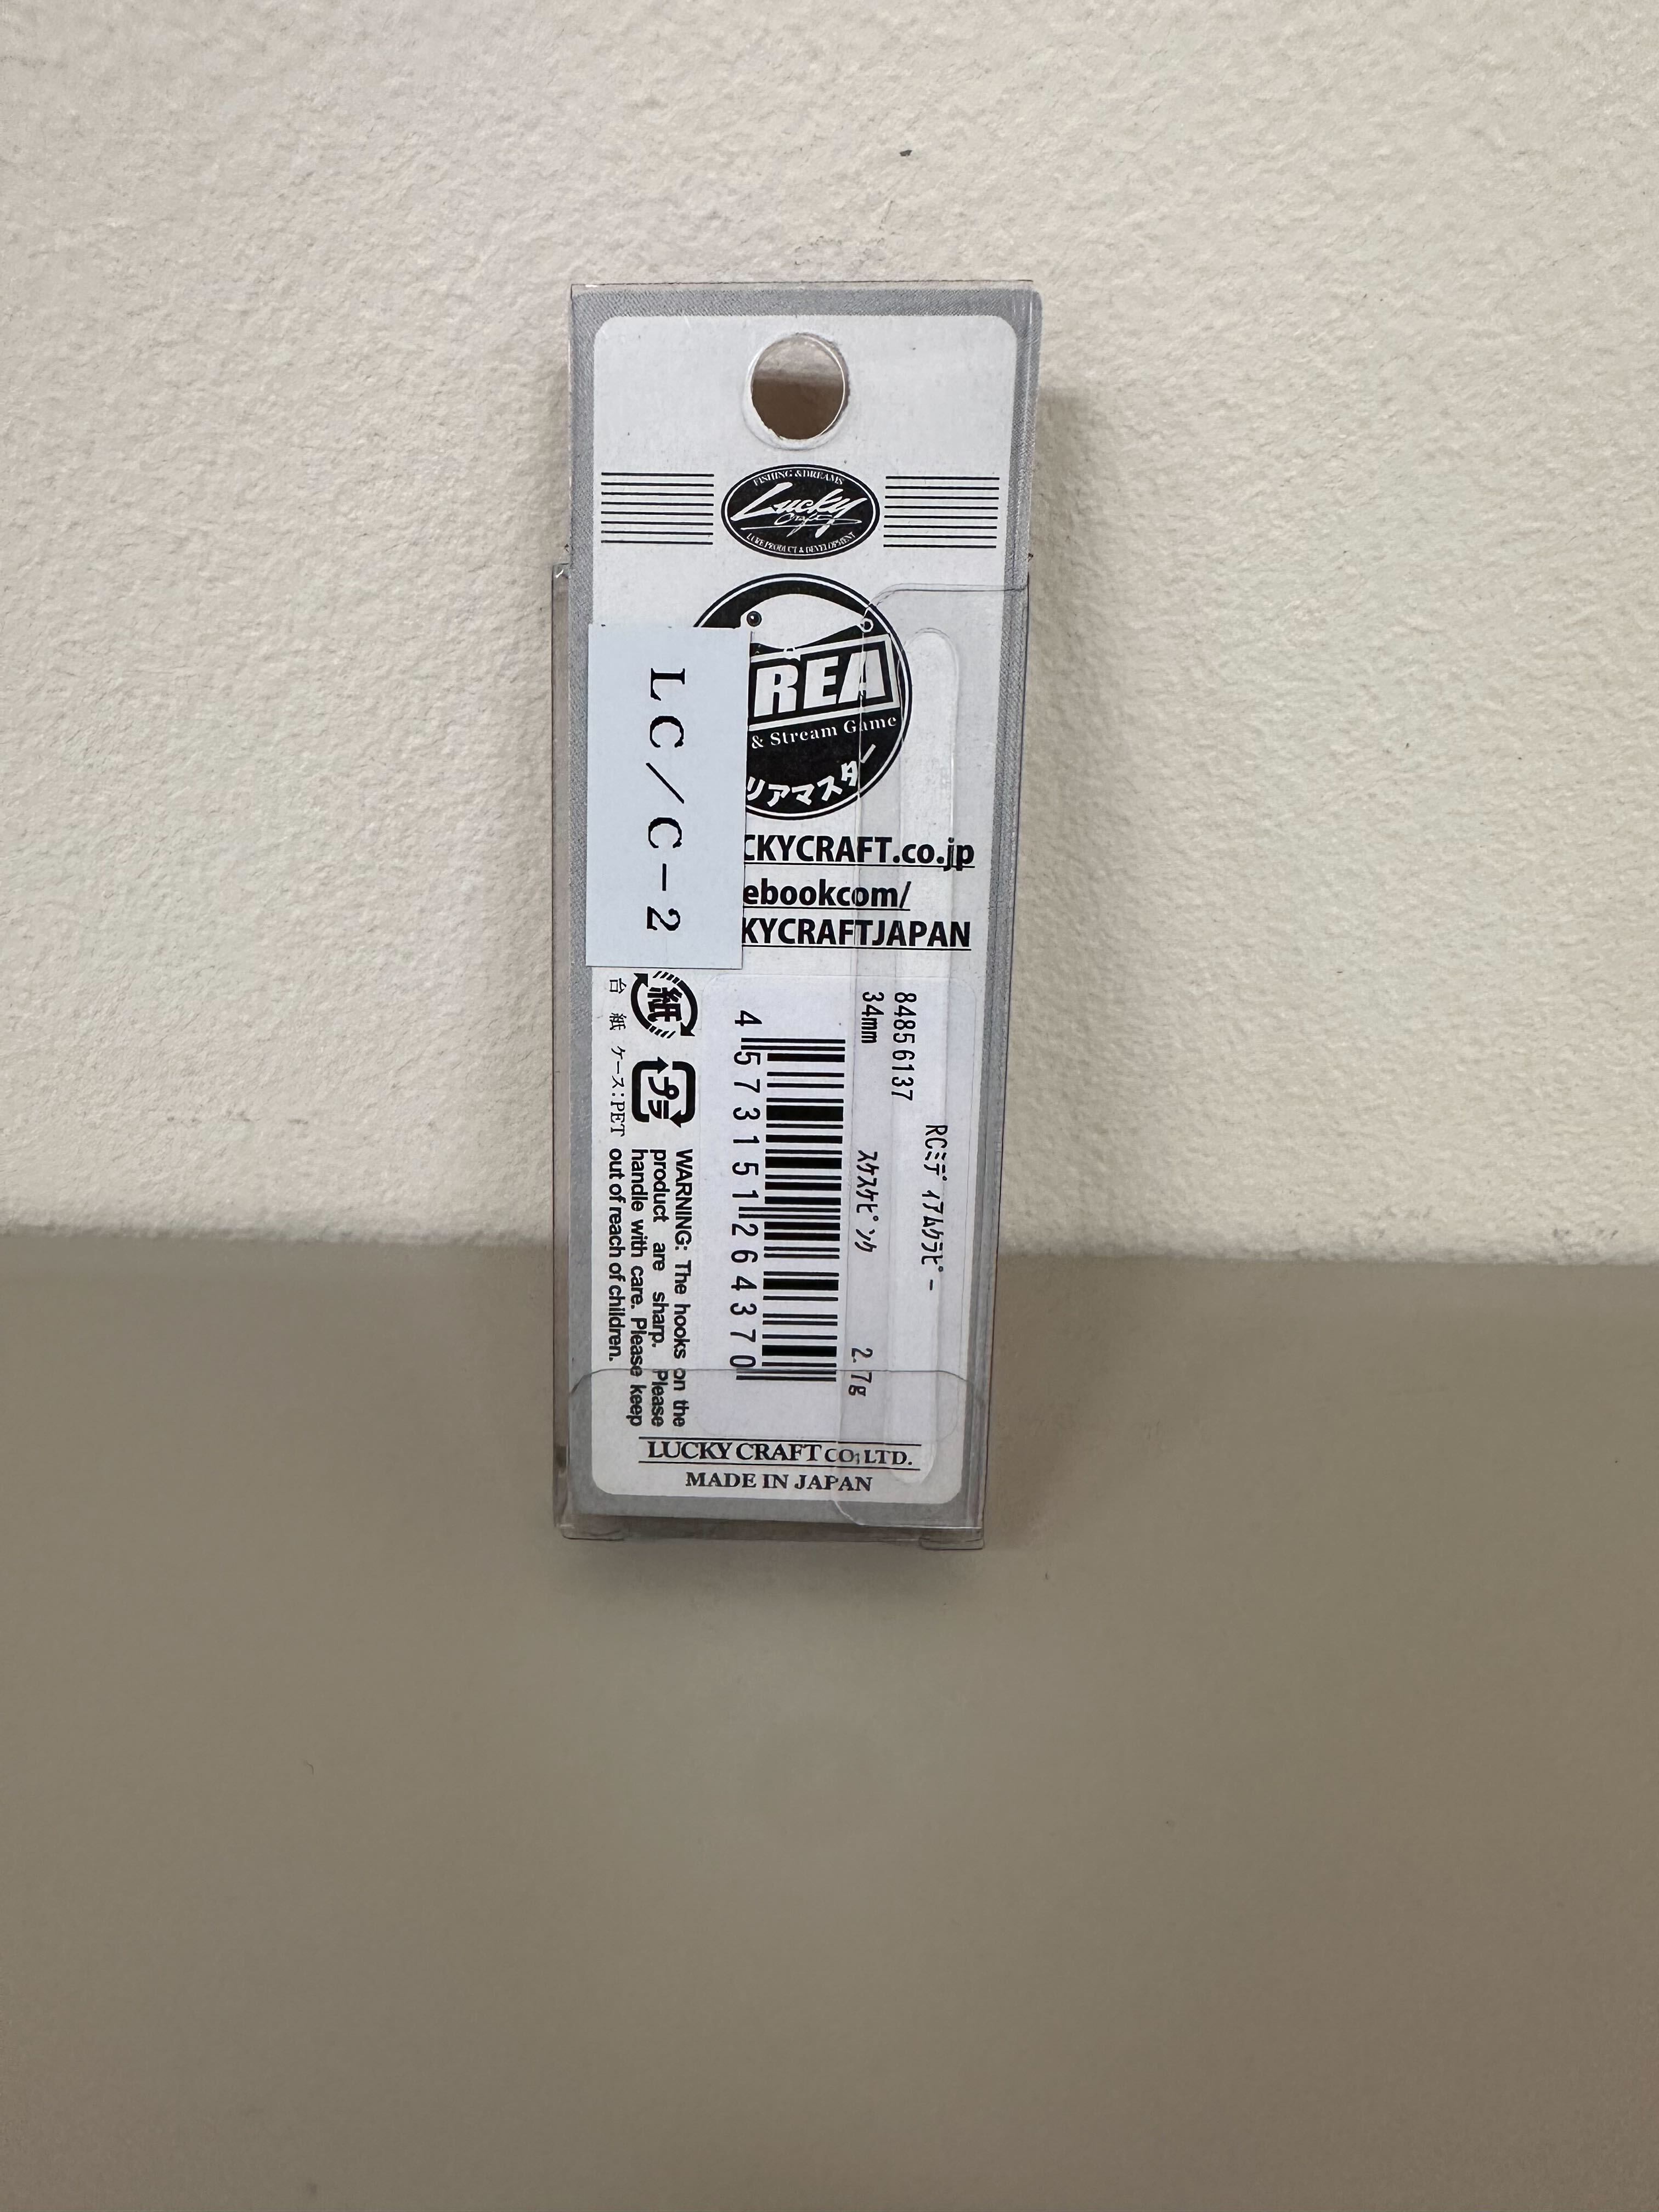 FISHING & DREAMS
Lucky
Craft
LURE PRODUCT & DEVELOPMENT
REA
& Stream Game
リアマスター
LC/C-2
CKYCRAFT.co.jp
ebookcom/
KYCRAFTJAPAN
RCﾐﾃﾞｨｱﾑｸﾗﾋﾟｰ
84856137
34mm ｽｹｽｹﾋﾟﾝｸ 2.7g
4 573151 264370
紙
プラ
台紙 ケース:PET
WARNING: The hooks on the
product are sharp. Please
handle with care. Please keep
out of reach of children.
LUCKY CRAFT CO., LTD.
MADE IN JAPAN